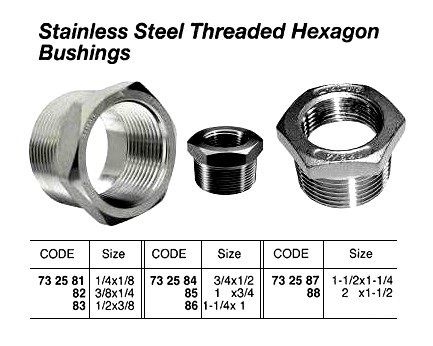 Stainless Steel Threaded Hexagon
Bushings
CODE Size CODE Size CODE Size
73 25 81 1/4x1/8 73 25 84 3/4x1/2 73 25 87 1-1/2x1-1/4
82 3/8x1/4 85 1 x3/4 88 2 x1-1/2
83 1/2x3/8 86 1-1/4x 1